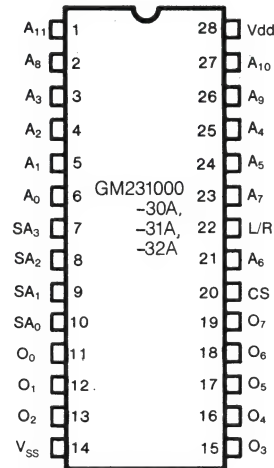 A₁₁ 1 28 Vdd
A₈ 2 27 A₁₀
A₃ 3 26 A₉
A₂ 4 25 A₄
A₁ 5 24 A₅
A₀ 6 GM231000 23 A₇
-30A,
SA₃ 7 -31A, 22 L/R
-32A
SA₂ 8 21 A₆
SA₁ 9 20 CS
SA₀ 10 19 O₇
O₀ 11 18 O₆
O₁ 12 17 O₅
O₂ 13 16 O₄
V_SS 14 15 O₃